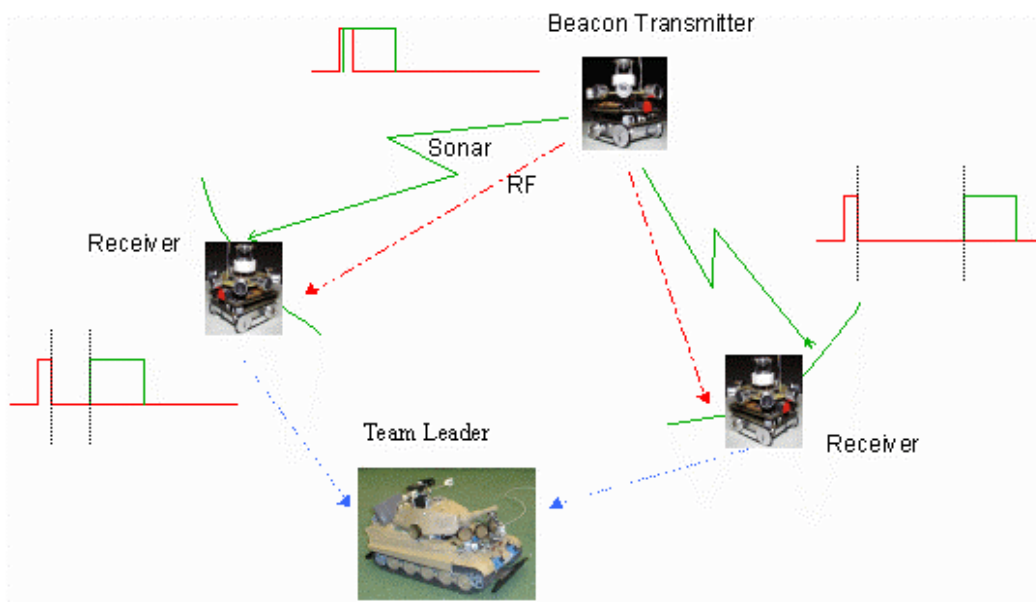 Beacon Transmitter
Sonar
RF
Receiver
Team Leader
Receiver